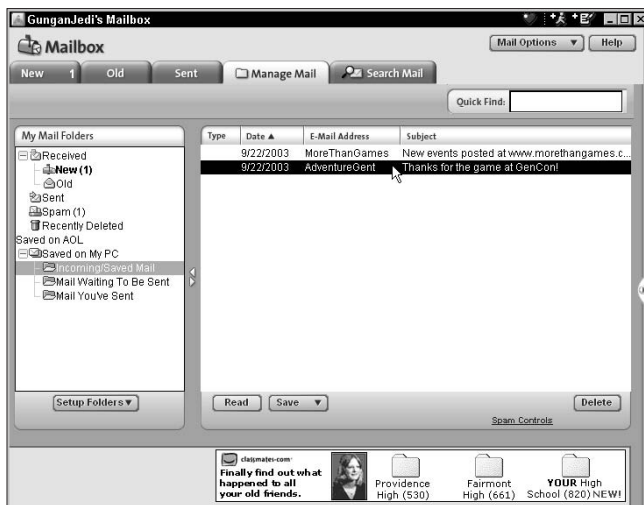 GunganJedi's Mailbox
Mailbox
Mail Options ▼ Help
New 1 Old Sent Manage Mail Search Mail
Quick Find:
My Mail Folders
Received
New (1)
Old
Sent
Spam (1)
Recently Deleted
Saved on AOL
Saved on My PC
Incoming/Saved Mail
Mail Waiting To Be Sent
Mail You've Sent
Setup Folders ▼
Type Date ▲ E-Mail Address Subject
9/22/2003 MoreThanGames New events posted at www.morethangames.c...
9/22/2003 AdventureGent Thanks for the game at GenCon!
Read Save ▼ Delete
Spam Controls
classmates.com
Finally find out what
happened to all
your old friends.
Providence
High (530)
Fairmont
High (661)
YOUR High
School (820) NEW!